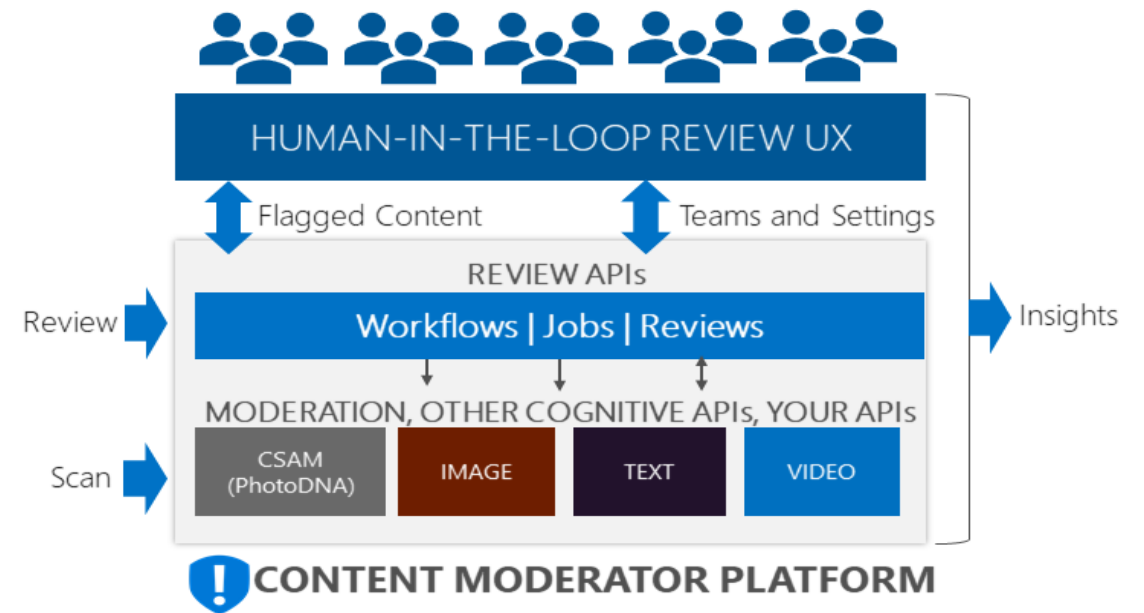 HUMAN-IN-THE-LOOP REVIEW UX
Flagged Content
Teams and Settings
REVIEW APIs
Review
Workflows | Jobs | Reviews
Insights
MODERATION, OTHER COGNITIVE APIs, YOUR APIs
Scan
CSAM
(PhotoDNA)
IMAGE
TEXT
VIDEO
CONTENT MODERATOR PLATFORM